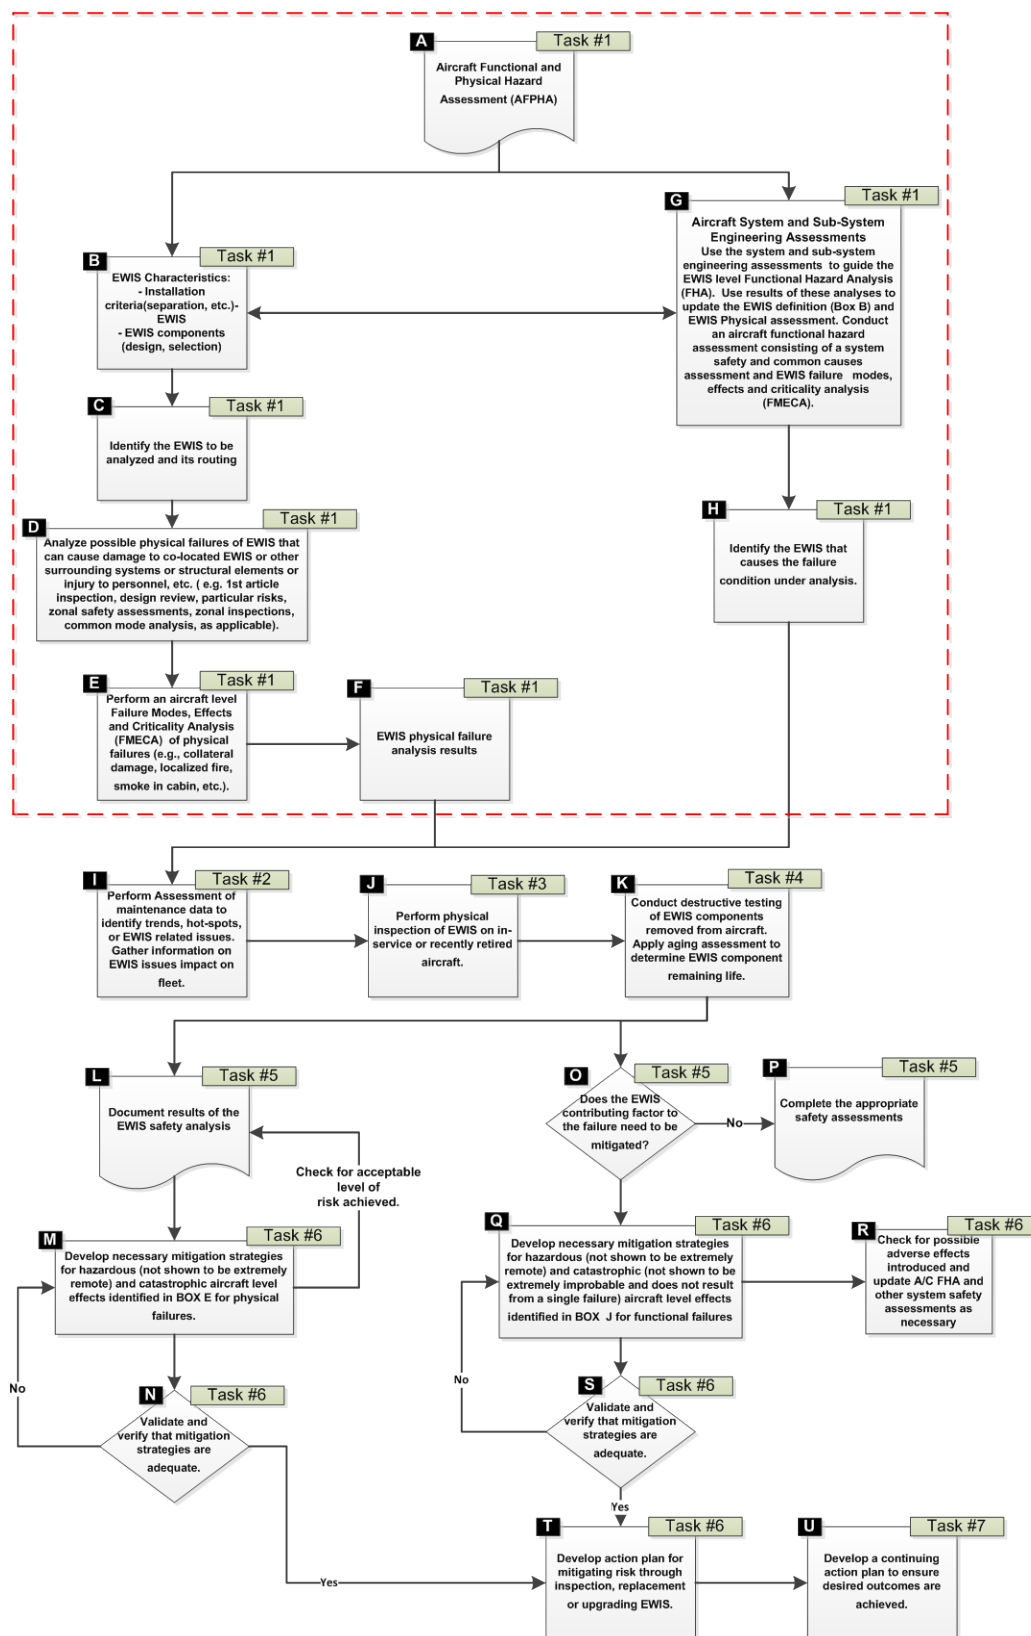 A
Task #1
Aircraft Functional and
Physical Hazard
Assessment (AFPHA)
G
Task #1
Aircraft System and Sub-System
Engineering Assessments
Use the system and sub-system
engineering assessments to guide the
EWIS level Functional Hazard Analysis
(FHA). Use results of these analyses to
update the EWIS definition (Box B) and
EWIS Physical assessment. Conduct
an aircraft functional hazard
assessment consisting of a system
safety and common causes
assessment and EWIS failure modes,
effects and criticality analysis
(FMECA).
B
Task #1
EWIS Characteristics:
- Installation
criteria(separation, etc.)-
EWIS
- EWIS components
(design, selection)
C
Task #1
Identify the EWIS to be
analyzed and its routing
D
Task #1
Analyze possible physical failures of EWIS that
can cause damage to co-located EWIS or other
surrounding systems or structural elements or
injury to personnel, etc. ( e.g. 1st article
inspection, design review, particular risks,
zonal safety assessments, zonal inspections,
common mode analysis, as applicable).
H
Task #1
Identify the EWIS that
causes the failure
condition under analysis.
E
Task #1
Perform an aircraft level
Failure Modes, Effects
and Criticality Analysis
(FMECA) of physical
failures (e.g., collateral
damage, localized fire,
smoke in cabin, etc.).
F
Task #1
EWIS physical failure
analysis results
I
Task #2
Perform Assessment of
maintenance data to
identify trends, hot-spots,
or EWIS related issues.
Gather information on
EWIS issues impact on
fleet.
J
Task #3
Perform physical
inspection of EWIS on in-
service or recently retired
aircraft.
K
Task #4
Conduct destructive testing
of EWIS components
removed from aircraft.
Apply aging assessment to
determine EWIS component
remaining life.
L
Task #5
Document results of the
EWIS safety analysis
O
Task #5
Does the EWIS
contributing factor to
the failure need to be
mitigated?
No
P
Task #5
Complete the appropriate
safety assessments
Check for acceptable
level of
risk achieved.
M
Task #6
Develop necessary mitigation strategies
for hazardous (not shown to be extremely
remote) and catastrophic aircraft level
effects identified in BOX E for physical
failures.
Q
Task #6
Develop necessary mitigation strategies
for hazardous (not shown to be extremely
remote) and catastrophic (not shown to be
extremely improbable and does not result
from a single failure) aircraft level effects
identified in BOX J for functional failures
R
Task #6
Check for possible
adverse effects
introduced and
update A/C FHA and
other system safety
assessments as
necessary
No
N
Task #6
Validate and
verify that mitigation
strategies are
adequate.
No
S
Task #6
Validate and
verify that mitigation
strategies are
adequate.
Yes
Yes
T
Task #6
Develop action plan for
mitigating risk through
inspection, replacement
or upgrading EWIS.
U
Task #7
Develop a continuing
action plan to ensure
desired outcomes are
achieved.